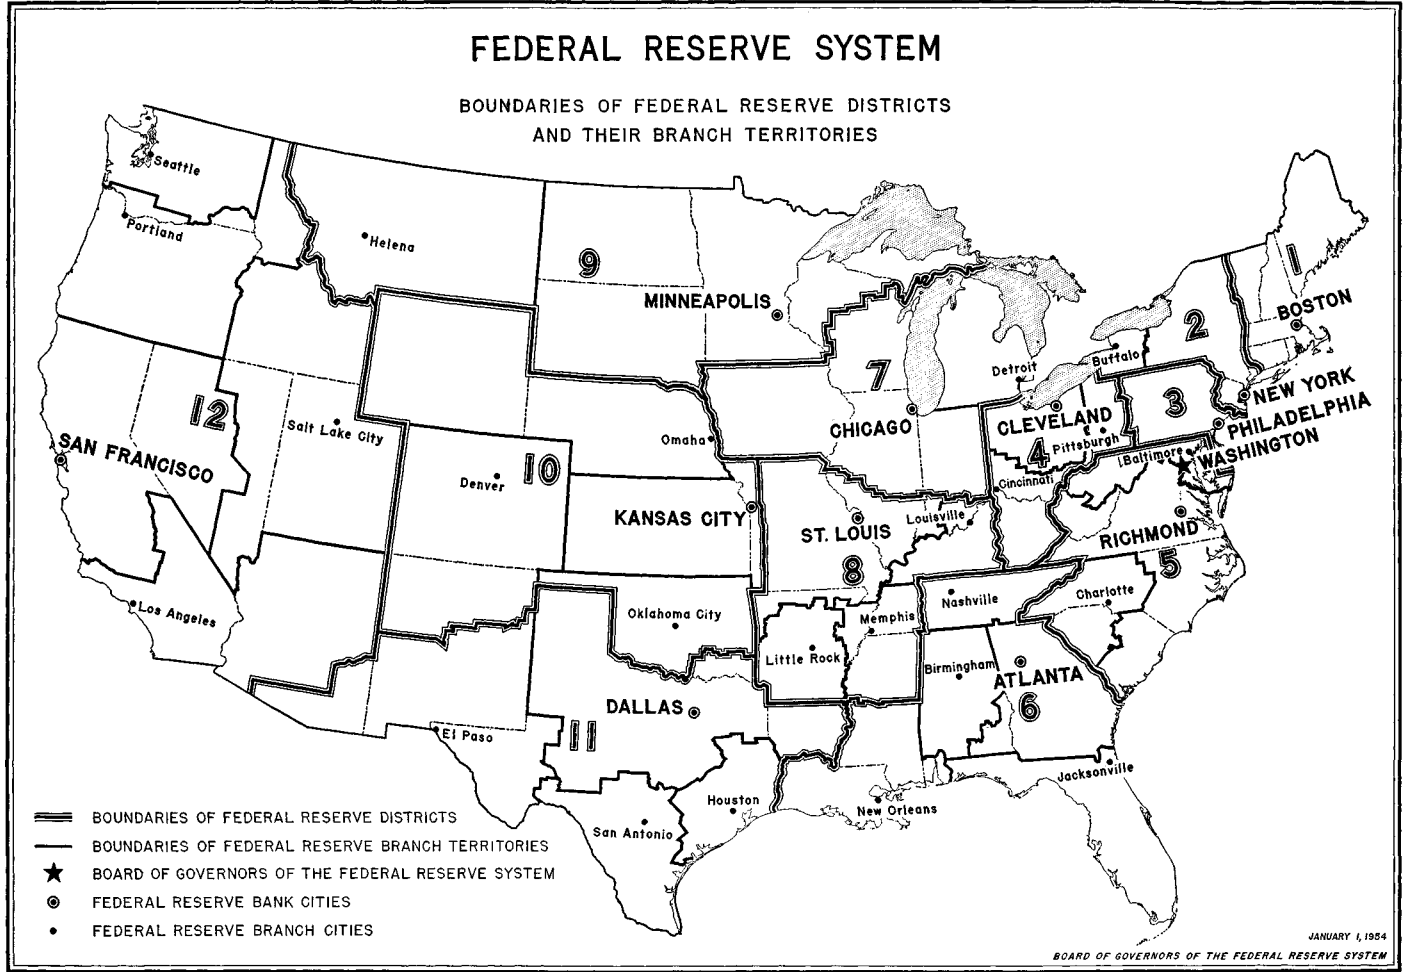 FEDERAL RESERVE SYSTEM
BOUNDARIES OF FEDERAL RESERVE DISTRICTS
AND THEIR BRANCH TERRITORIES
Seattle
Portland
Helena
9
MINNEAPOLIS
1
BOSTON
2
Buffalo
7
Detroit
NEW YORK
3
12
CHICAGO
CLEVELAND
PHILADELPHIA
Salt Lake City
Omaha
4
Pittsburgh
WASHINGTON
SAN FRANCISCO
Baltimore
10
Denver
Cincinnati
KANSAS CITY
Louisville
ST. LOUIS
RICHMOND
8
5
Los Angeles
Oklahoma City
Nashville
Charlotte
Memphis
Little Rock
Birmingham
ATLANTA
DALLAS
6
11
El Paso
Jacksonville
Houston
New Orleans
San Antonio
BOUNDARIES OF FEDERAL RESERVE DISTRICTS
BOUNDARIES OF FEDERAL RESERVE BRANCH TERRITORIES
BOARD OF GOVERNORS OF THE FEDERAL RESERVE SYSTEM
FEDERAL RESERVE BANK CITIES
FEDERAL RESERVE BRANCH CITIES
JANUARY 1, 1954
BOARD OF GOVERNORS OF THE FEDERAL RESERVE SYSTEM